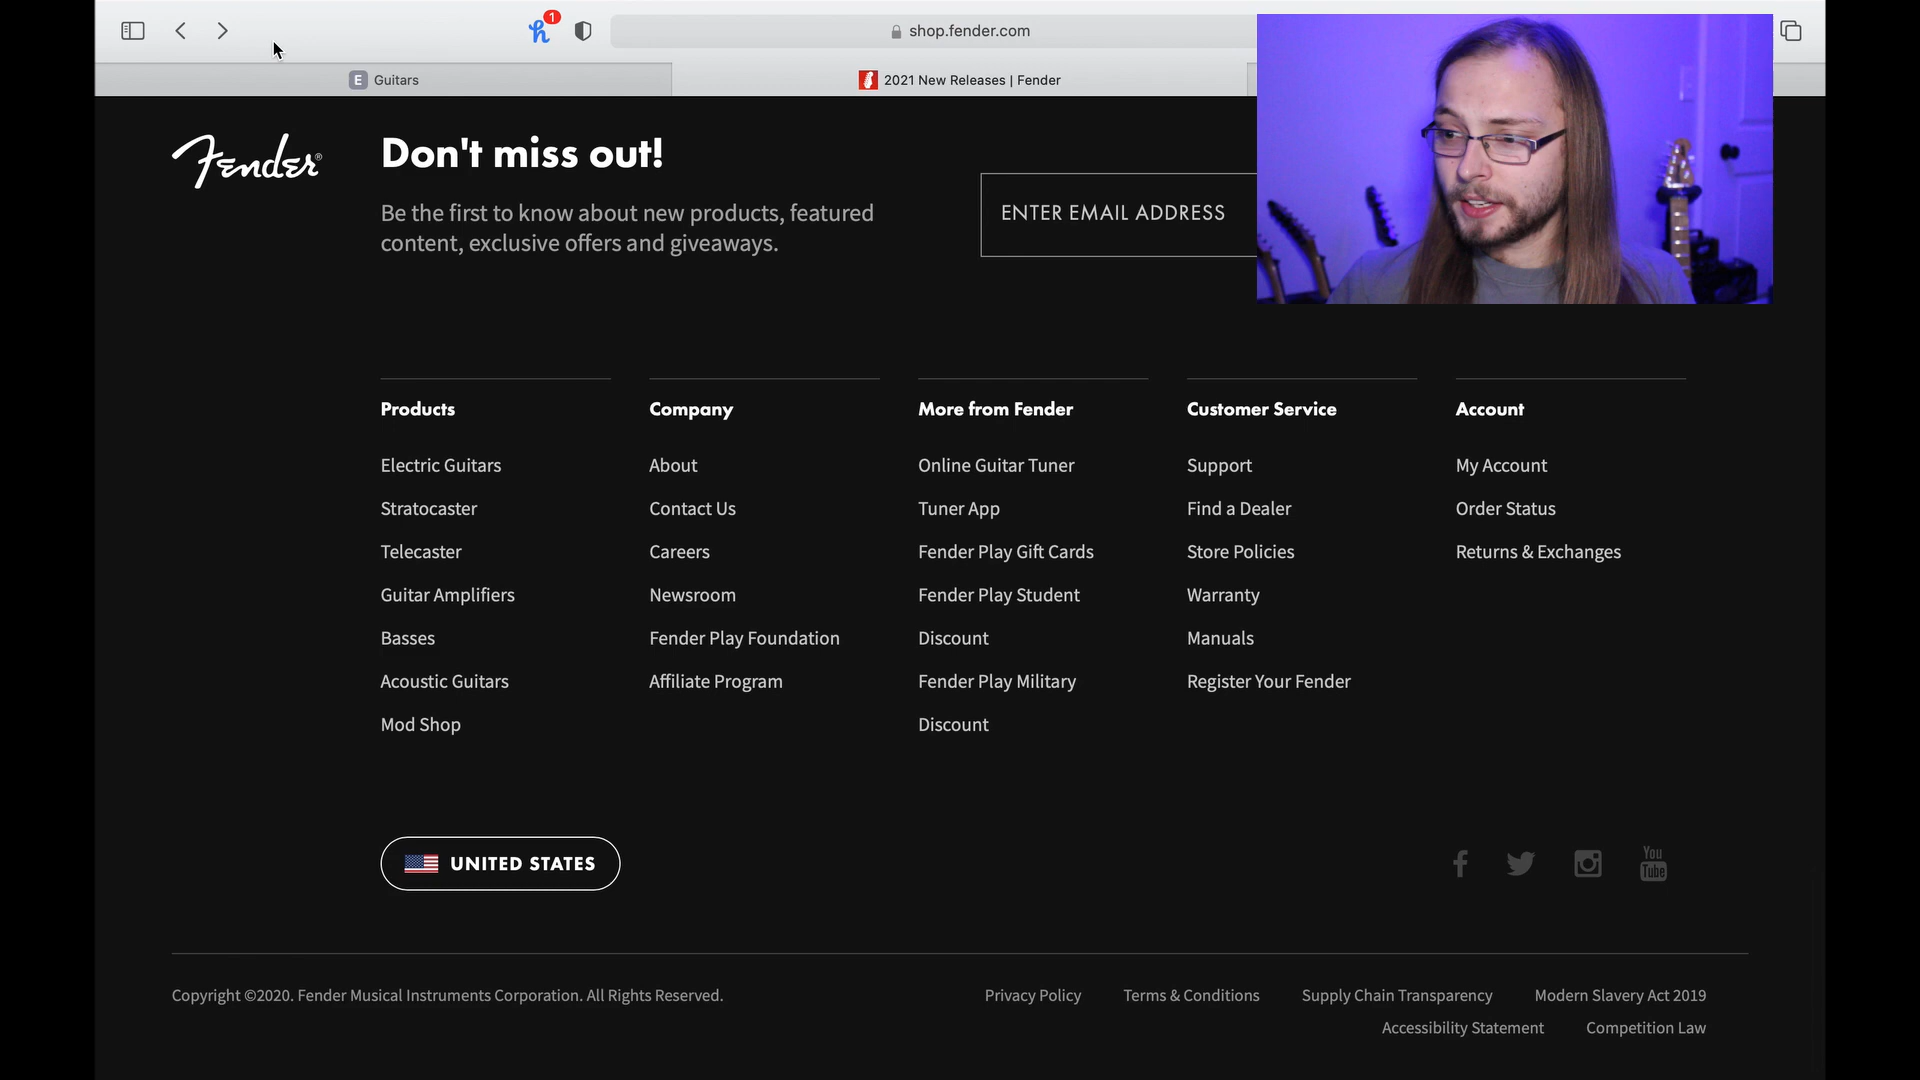 1
shop.fender.com
E Guitars
2021 New Releases | Fender
Fender®
Don't miss out!
Be the first to know about new products, featured
content, exclusive offers and giveaways.
ENTER EMAIL ADDRESS
Products
Electric Guitars
Stratocaster
Telecaster
Guitar Amplifiers
Basses
Acoustic Guitars
Mod Shop
Company
About
Contact Us
Careers
Newsroom
Fender Play Foundation
Affiliate Program
More from Fender
Online Guitar Tuner
Tuner App
Fender Play Gift Cards
Fender Play Student
Discount
Fender Play Military
Discount
Customer Service
Support
Find a Dealer
Store Policies
Warranty
Manuals
Register Your Fender
Account
My Account
Order Status
Returns & Exchanges
UNITED STATES
You
Tube
Copyright ©2020. Fender Musical Instruments Corporation. All Rights Reserved.
Privacy Policy
Terms & Conditions
Supply Chain Transparency
Modern Slavery Act 2019
Accessibility Statement
Competition Law